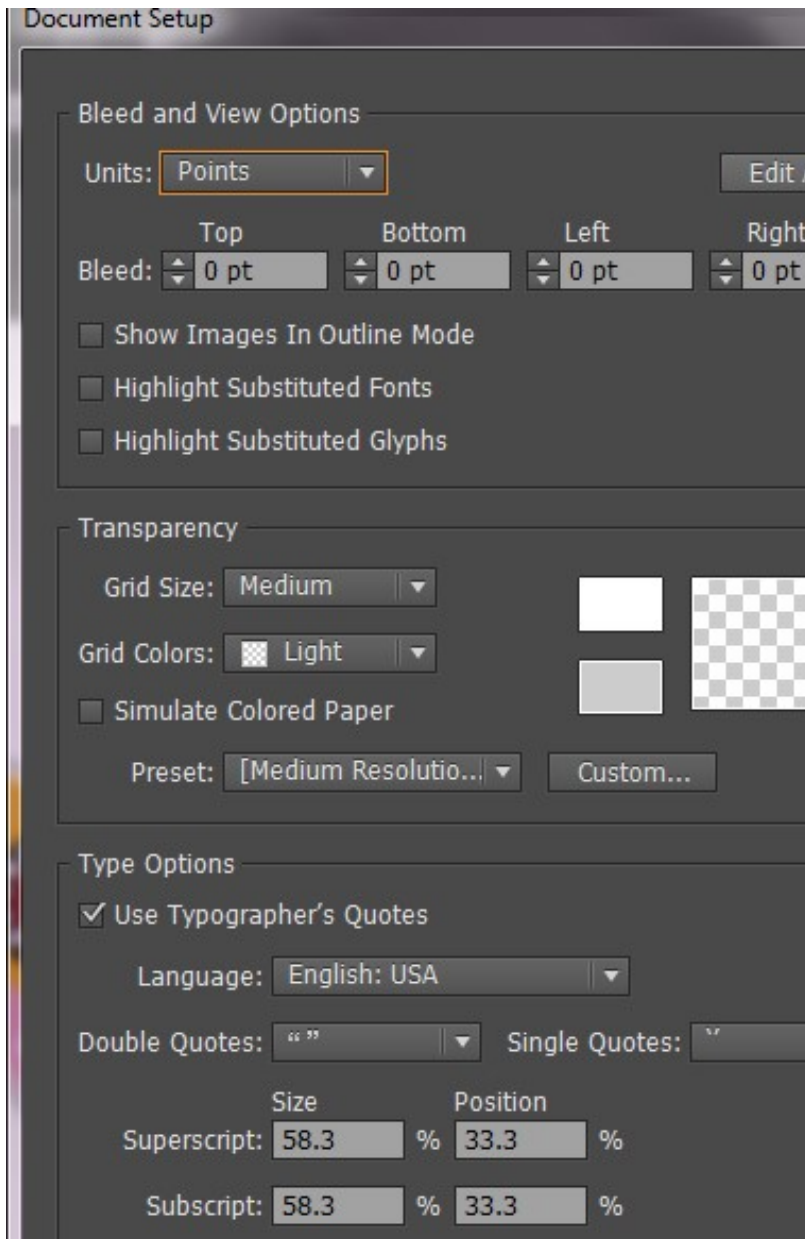 Document Setup
Bleed and View Options
Units: Points Edit
Top Bottom Left Right
Bleed: 0 pt 0 pt 0 pt 0 pt
Show Images In Outline Mode
Highlight Substituted Fonts
Highlight Substituted Glyphs
Transparency
Grid Size: Medium
Grid Colors: Light
Simulate Colored Paper
Preset: [Medium Resolutio... Custom...
Type Options
Use Typographer's Quotes
Language: English: USA
Double Quotes: “ ” Single Quotes:
Size Position
Superscript: 58.3 % 33.3 %
Subscript: 58.3 % 33.3 %